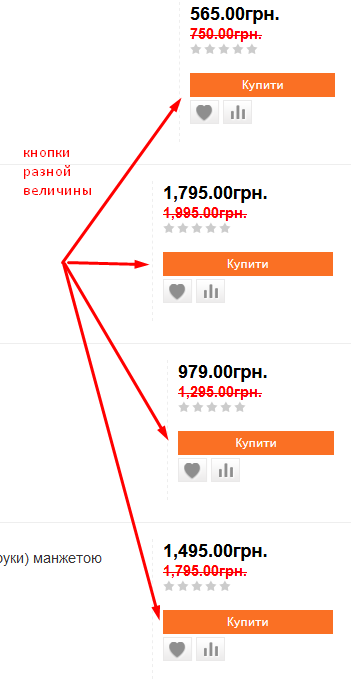 565.00грн.
750.00грн.
Купити
кнопки
разной
величины
1,795.00грн.
1,995.00грн.
Купити
979.00грн.
1,295.00грн.
Купити
1,495.00грн.
руки) манжетою
1,795.00грн.
Купити